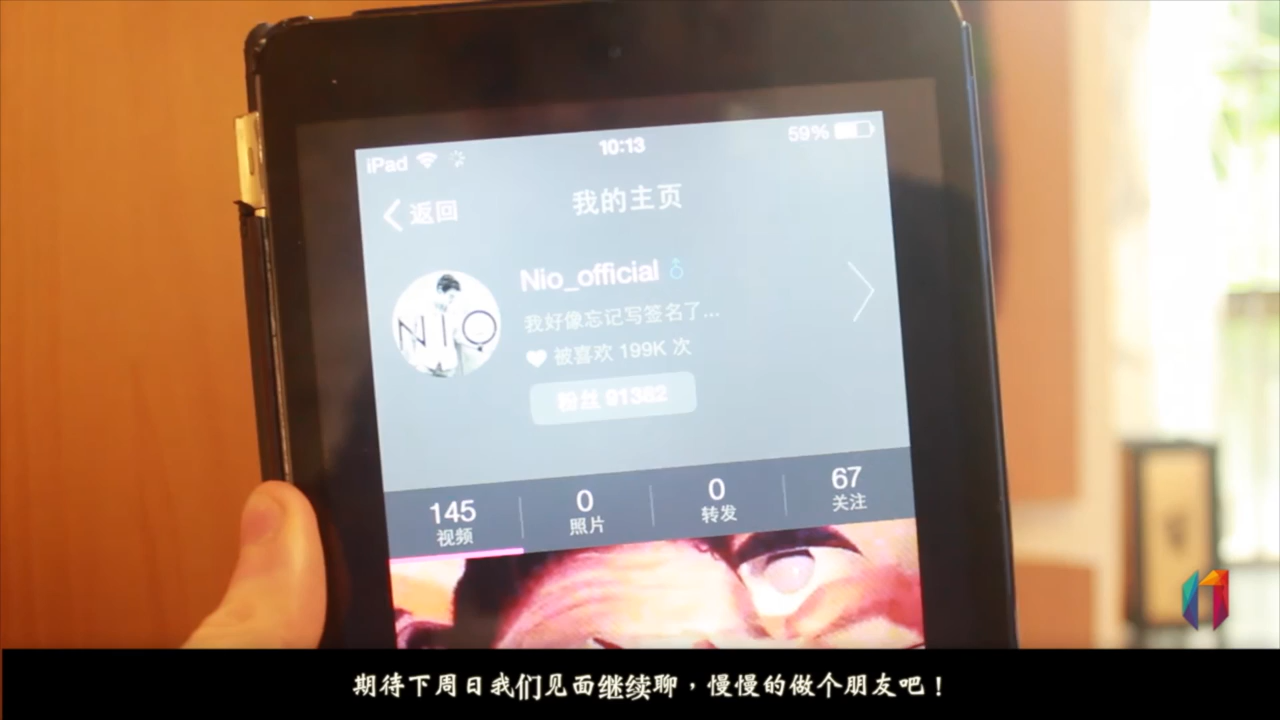 iPad 10:13 59%
返回 我的主页
NIO
Nio_official
我好像忘记写签名了...
被喜欢 199K 次
粉丝 91382
145 0 0 67
视频 照片 转发 关注
期待下周日我们见面继续聊，慢慢的做个朋友吧！